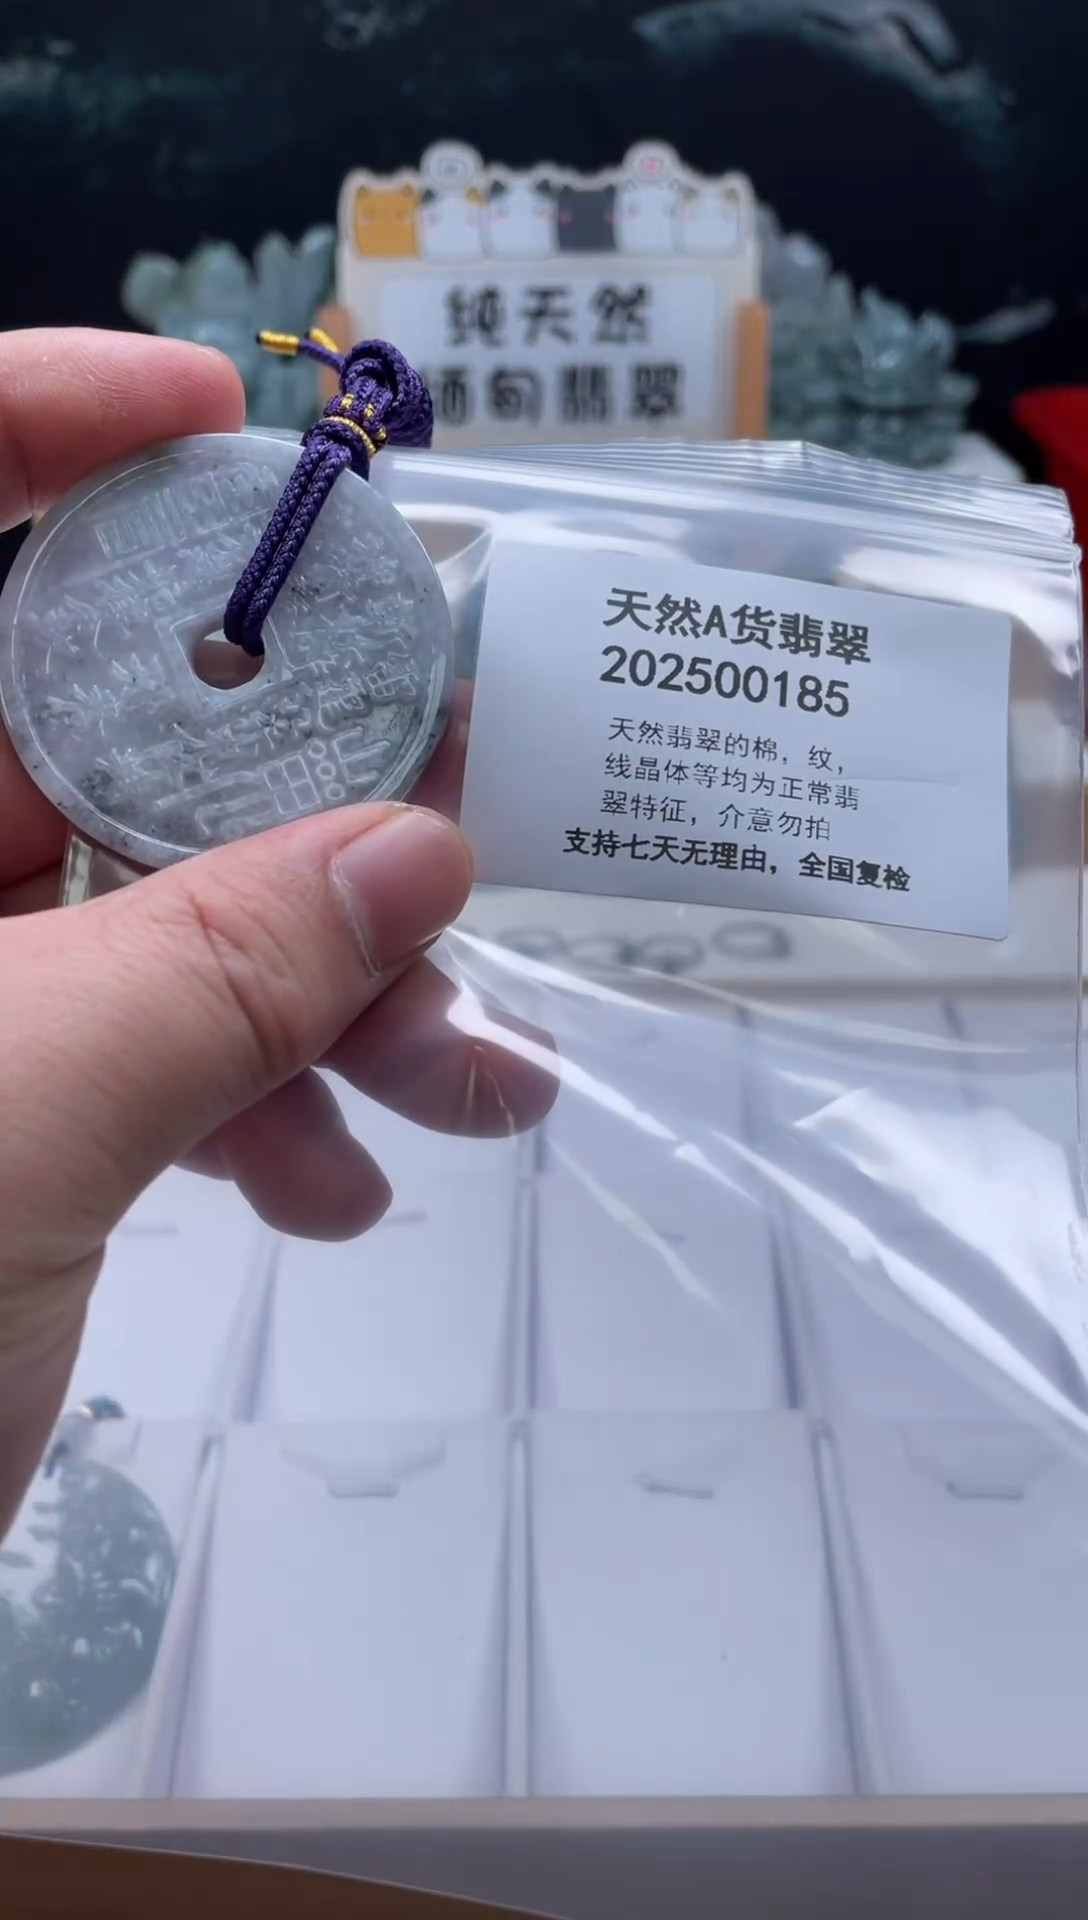 纯天然
缅甸翡翠
天然A货翡翠
202500185
天然翡翠的棉，纹，
线晶体等均为正常翡
翠特征，介意勿拍
支持七天无理由，全国复检